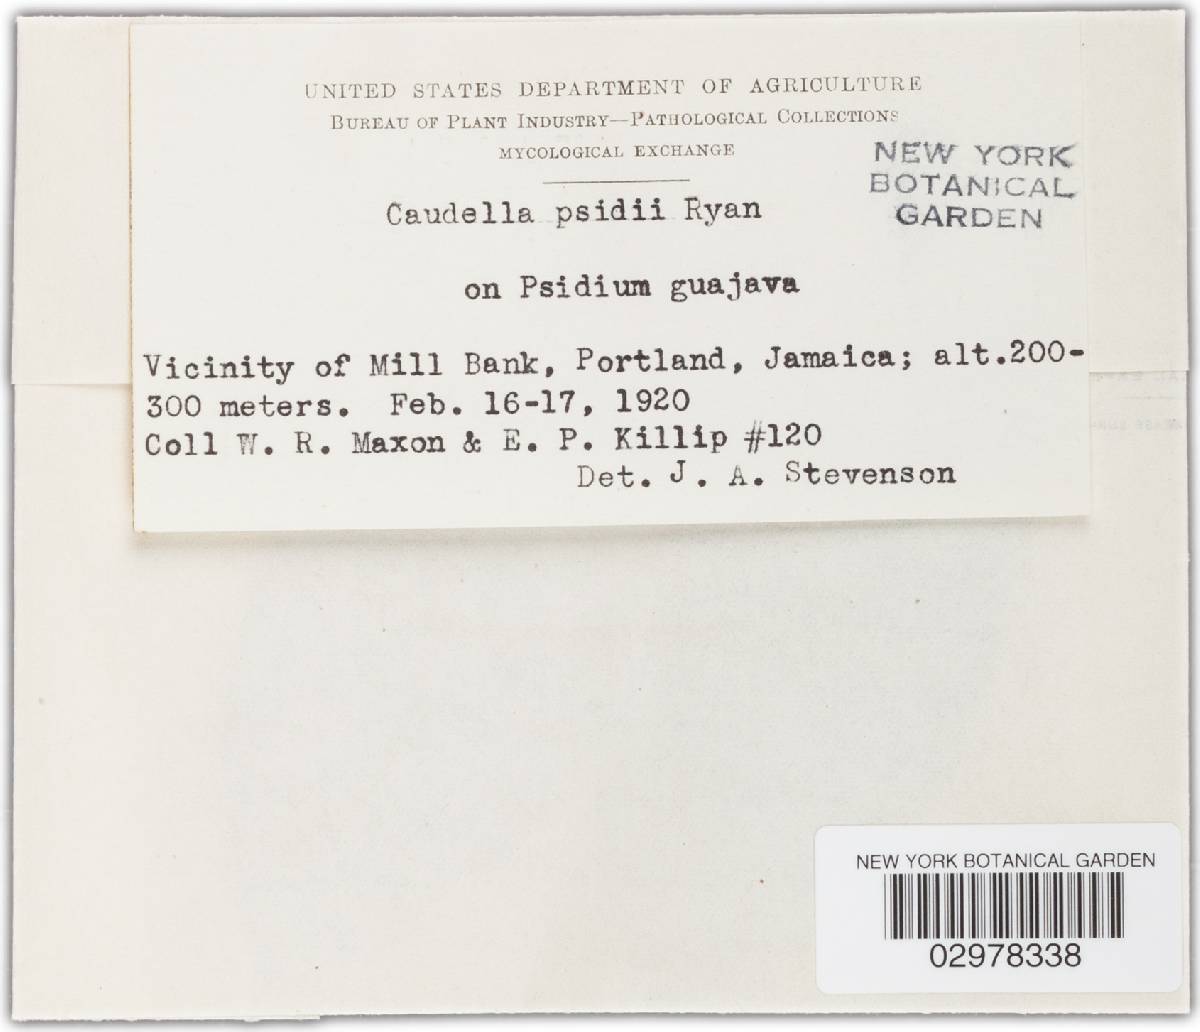 UNITED STATES DEPARTMENT OF AGRICULTURE
BUREAU OF PLANT INDUSTRY—PATHOLOGICAL COLLECTIONS
MYCOLOGICAL EXCHANGE
NEW YORK
BOTANICAL
GARDEN
Caudella psidii Ryan
on Psidium guajava
Vicinity of Mill Bank, Portland, Jamaica; alt.200-
300 meters. Feb. 16-17, 1920
Coll W. R. Maxon & E. P. Killip #120
Det. J. A. Stevenson
NEW YORK BOTANICAL GARDEN
02978338